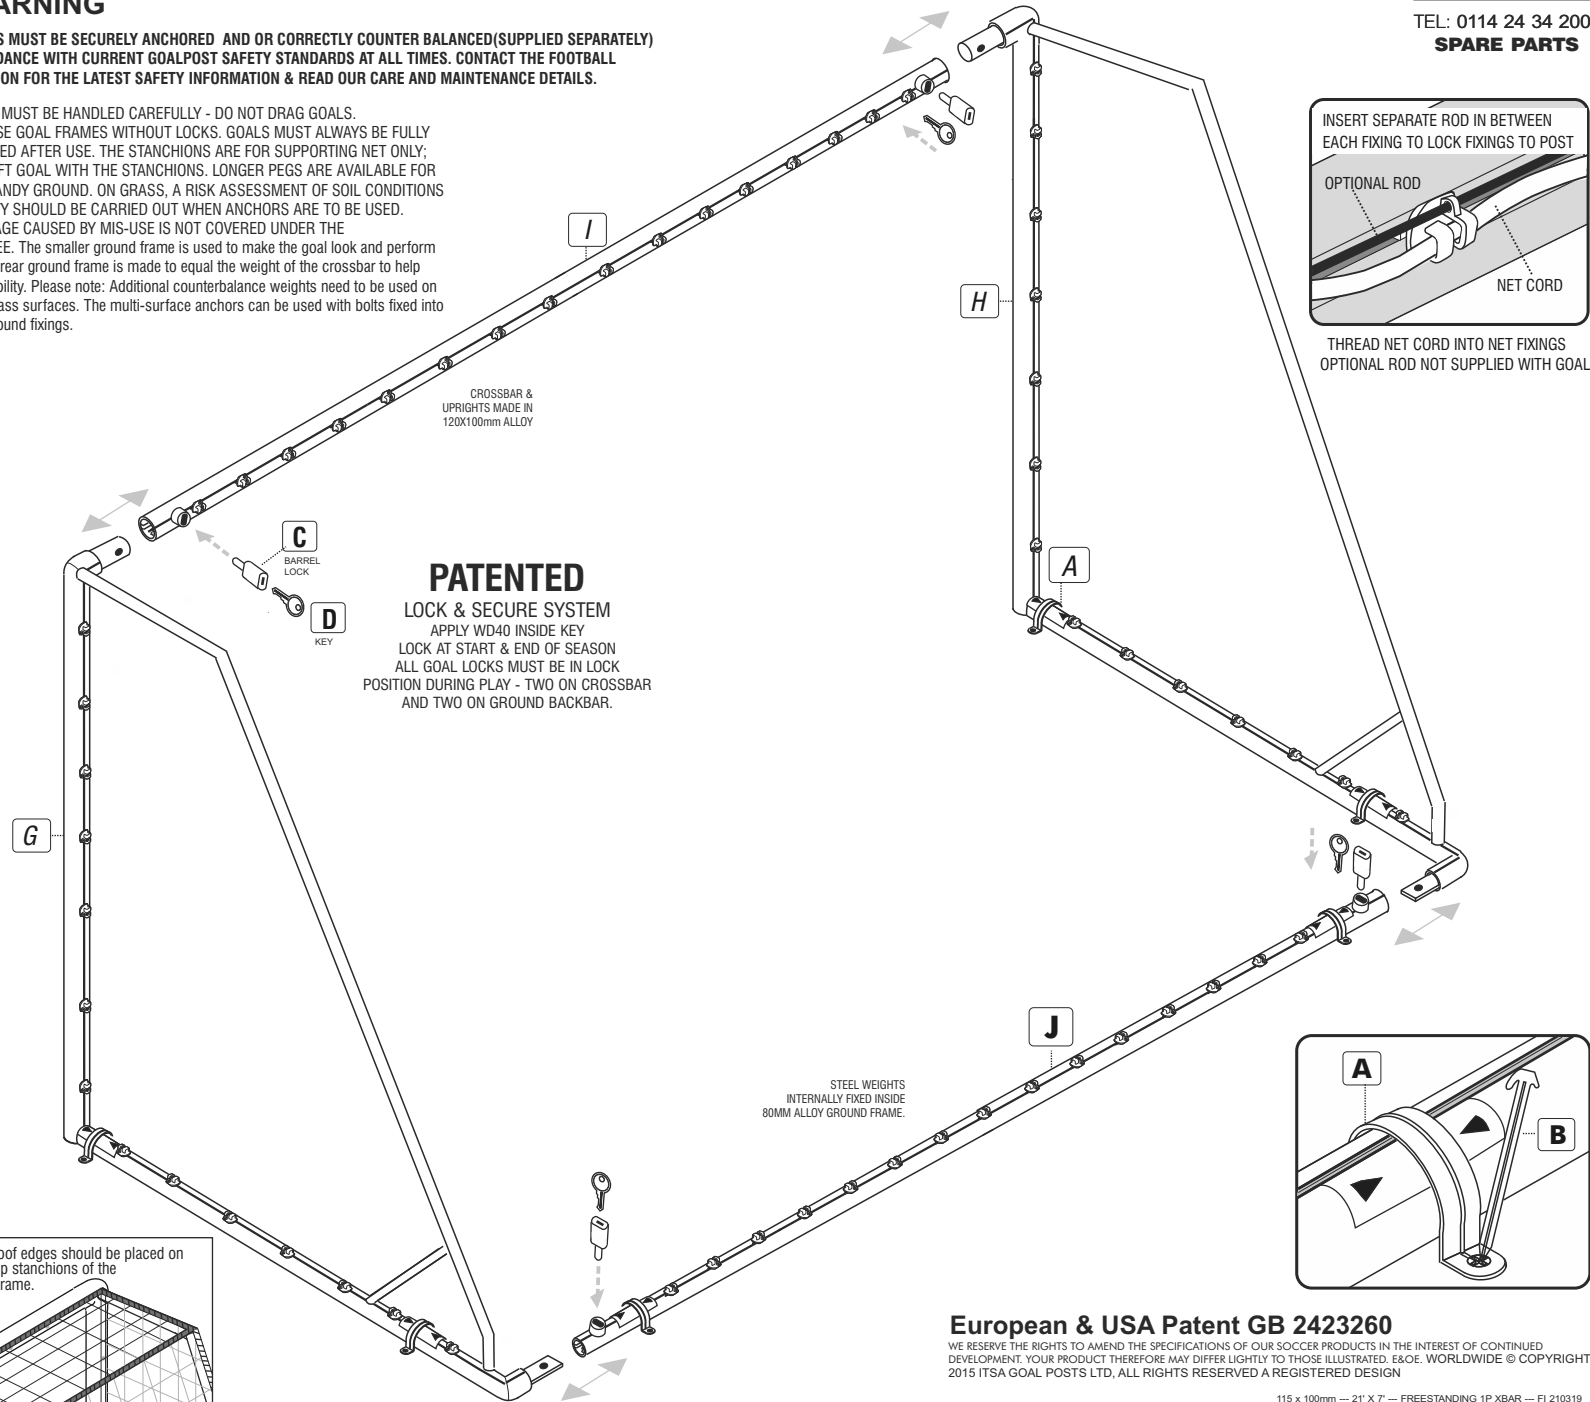 ARNING
S MUST BE SECURELY ANCHORED AND OR CORRECTLY COUNTER BALANCED(SUPPLIED SEPARATELY)
DANCE WITH CURRENT GOALPOST SAFETY STANDARDS AT ALL TIMES. CONTACT THE FOOTBALL
ON FOR THE LATEST SAFETY INFORMATION & READ OUR CARE AND MAINTENANCE DETAILS.
MUST BE HANDLED CAREFULLY - DO NOT DRAG GOALS.
SE GOAL FRAMES WITHOUT LOCKS. GOALS MUST ALWAYS BE FULLY
ED AFTER USE. THE STANCHIONS ARE FOR SUPPORTING NET ONLY;
FT GOAL WITH THE STANCHIONS. LONGER PEGS ARE AVAILABLE FOR
ANDY GROUND. ON GRASS, A RISK ASSESSMENT OF SOIL CONDITIONS
Y SHOULD BE CARRIED OUT WHEN ANCHORS ARE TO BE USED.
AGE CAUSED BY MIS-USE IS NOT COVERED UNDER THE
EE. The smaller ground frame is used to make the goal look and perform
rear ground frame is made to equal the weight of the crossbar to help
bility. Please note: Additional counterbalance weights need to be used on
ass surfaces. The multi-surface anchors can be used with bolts fixed into
ound fixings.
TEL: 0114 24 34 200
SPARE PARTS
INSERT SEPARATE ROD IN BETWEEN
EACH FIXING TO LOCK FIXINGS TO POST
OPTIONAL ROD
NET CORD
THREAD NET CORD INTO NET FIXINGS
OPTIONAL ROD NOT SUPPLIED WITH GOAL
I
H
CROSSBAR &
UPRIGHTS MADE IN
120X100mm ALLOY
C
BARREL
LOCK
D
KEY
A
PATENTED
LOCK & SECURE SYSTEM
APPLY WD40 INSIDE KEY
LOCK AT START & END OF SEASON
ALL GOAL LOCKS MUST BE IN LOCK
POSITION DURING PLAY - TWO ON CROSSBAR
AND TWO ON GROUND BACKBAR.
G
J
STEEL WEIGHTS
INTERNALLY FIXED INSIDE
80MM ALLOY GROUND FRAME.
A
B
oof edges should be placed on
p stanchions of the
rame.
European & USA Patent GB 2423260
WE RESERVE THE RIGHTS TO AMEND THE SPECIFICATIONS OF OUR SOCCER PRODUCTS IN THE INTEREST OF CONTINUED
DEVELOPMENT. YOUR PRODUCT THEREFORE MAY DIFFER LIGHTLY TO THOSE ILLUSTRATED. E&OE. WORLDWIDE © COPYRIGHT
2015 ITSA GOAL POSTS LTD, ALL RIGHTS RESERVED A REGISTERED DESIGN
115 x 100mm --- 21' X 7' --- FREESTANDING 1P XBAR --- FI 210319